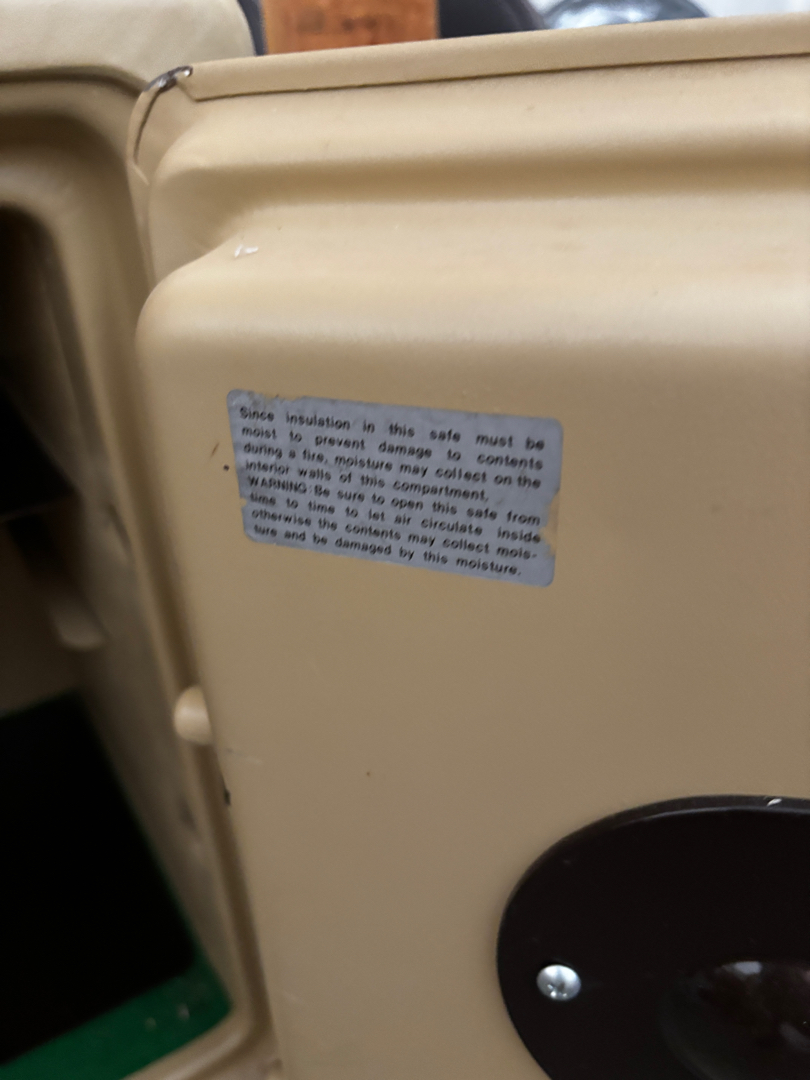 Since insulation in this safe must be
moist to prevent damage to contents
during a fire, moisture may collect on the
interior walls of this compartment.
WARNING: Be sure to open this safe from
time to time to let air circulate inside
otherwise the contents may collect mois-
ture and be damaged by this moisture.